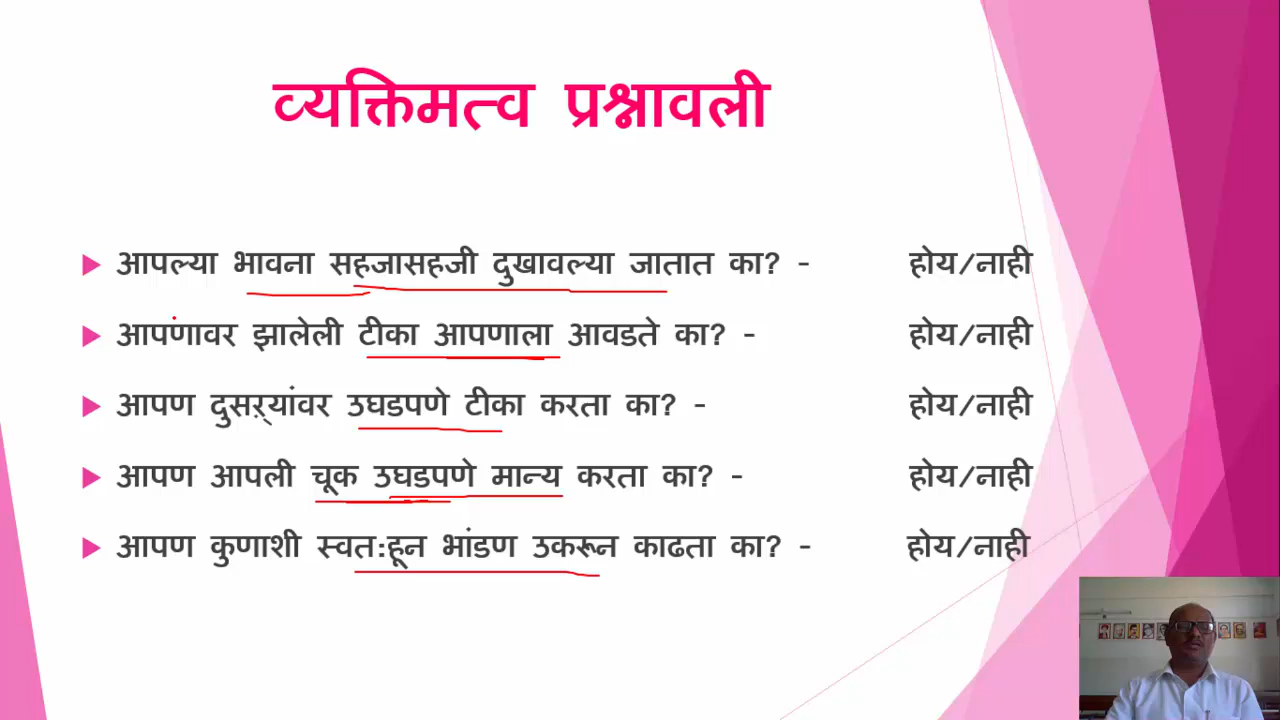 व्यक्तिमत्व प्रश्नावली
आपल्या भावना सहजासहजी दुखावल्या जातात का? - होय/नाही
आपणावर झालेली टीका आपणाला आवडते का? - होय/नाही
आपण दुसऱ्यांवर उघडपणे टीका करता का? - होय/नाही
आपण आपली चूक उघडपणे मान्य करता का? - होय/नाही
आपण कुणाशी स्वत:हून भांडण उकरून काढता का? - होय/नाही